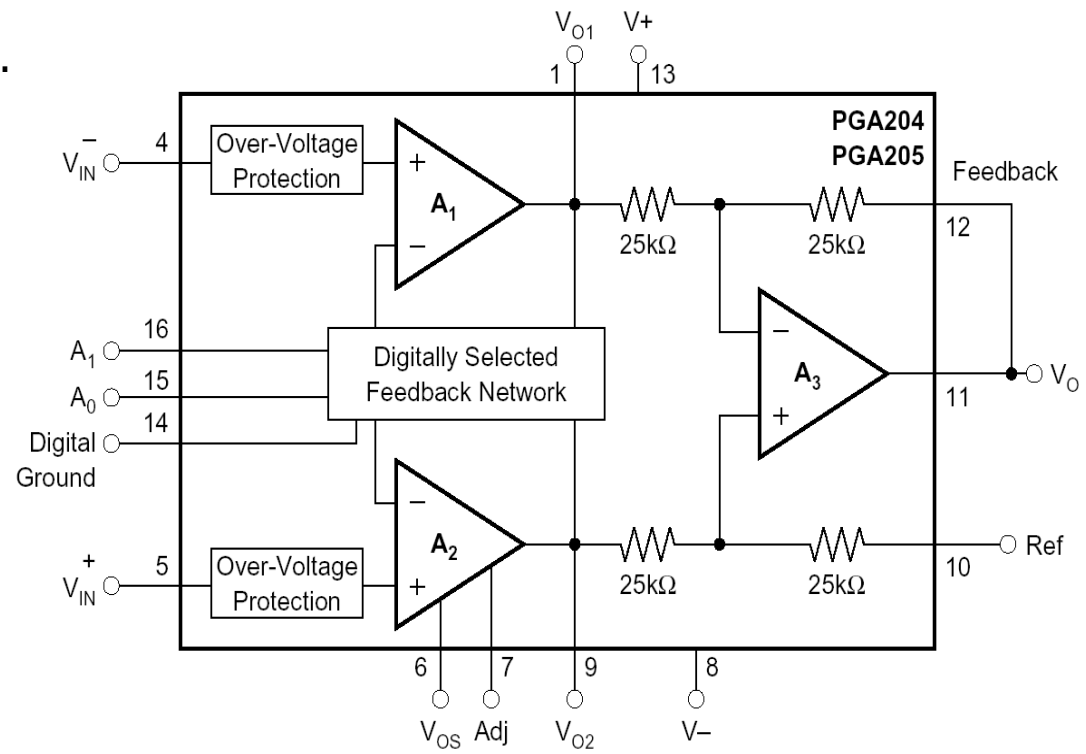 .
V_O1
V+
1
13
PGA204
PGA205
V_IN^–
4
Over-Voltage
Protection
+
A_1
–
25kΩ
25kΩ
Feedback
12
A_1
16
A_0
15
Digital
Ground
14
Digitally Selected
Feedback Network
–
A_3
+
11
V_O
V_IN^+
5
Over-Voltage
Protection
–
A_2
+
25kΩ
25kΩ
10
Ref
6
7
9
8
V_OS
Adj
V_O2
V–